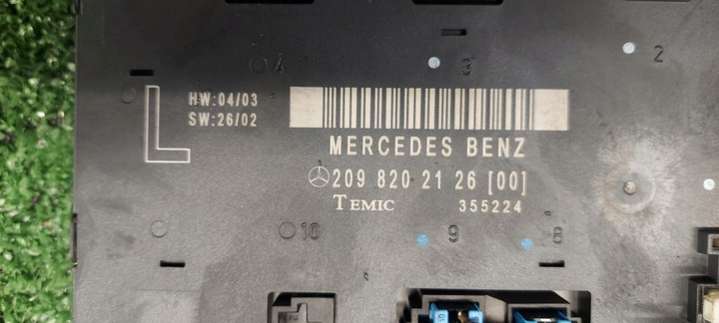 4 3 2
L
HW:04/03
SW:26/02
MERCEDES BENZ
209 820 21 26 [00]
TEMIC 355224
10 9 8